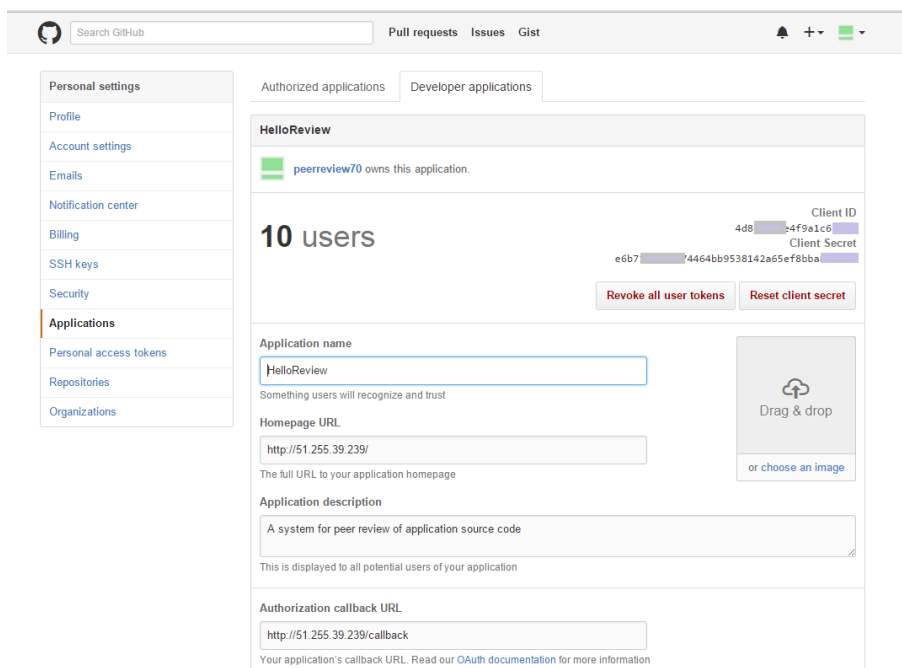 Search GitHub
Pull requests Issues Gist
Personal settings
Profile
Account settings
Emails
Notification center
Billing
SSH keys
Security
Applications
Personal access tokens
Repositories
Organizations
Authorized applications
Developer applications
HelloReview
peerreview70 owns this application.
10 users
Client ID
4d8 e4f9a1c6
Client Secret
e6b7 4464bb9538142a65ef8bba
Revoke all user tokens
Reset client secret
Application name
HelloReview
Something users will recognize and trust
Homepage URL
http://51.255.39.239/
The full URL to your application homepage
Drag & drop
or choose an image
Application description
A system for peer review of application source code
This is displayed to all potential users of your application
Authorization callback URL
http://51.255.39.239/callback
Your application's callback URL. Read our OAuth documentation for more information